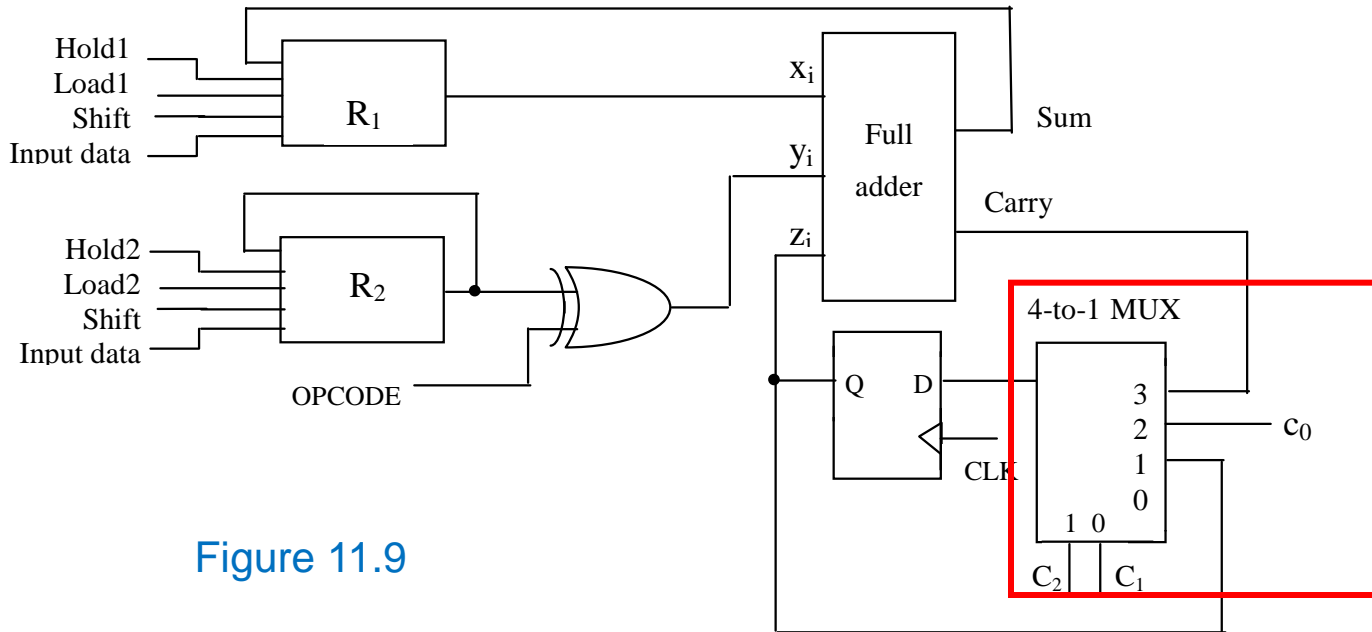 Hold1
Load1
Shift
Input data
R₁
xᵢ
yᵢ
zᵢ
Full
adder
Sum
Carry
Hold2
Load2
Shift
Input data
R₂
OPCODE
Q
D
CLK
4-to-1 MUX
3
2
1
0
c₀
1 0
C₂
C₁
Figure 11.9